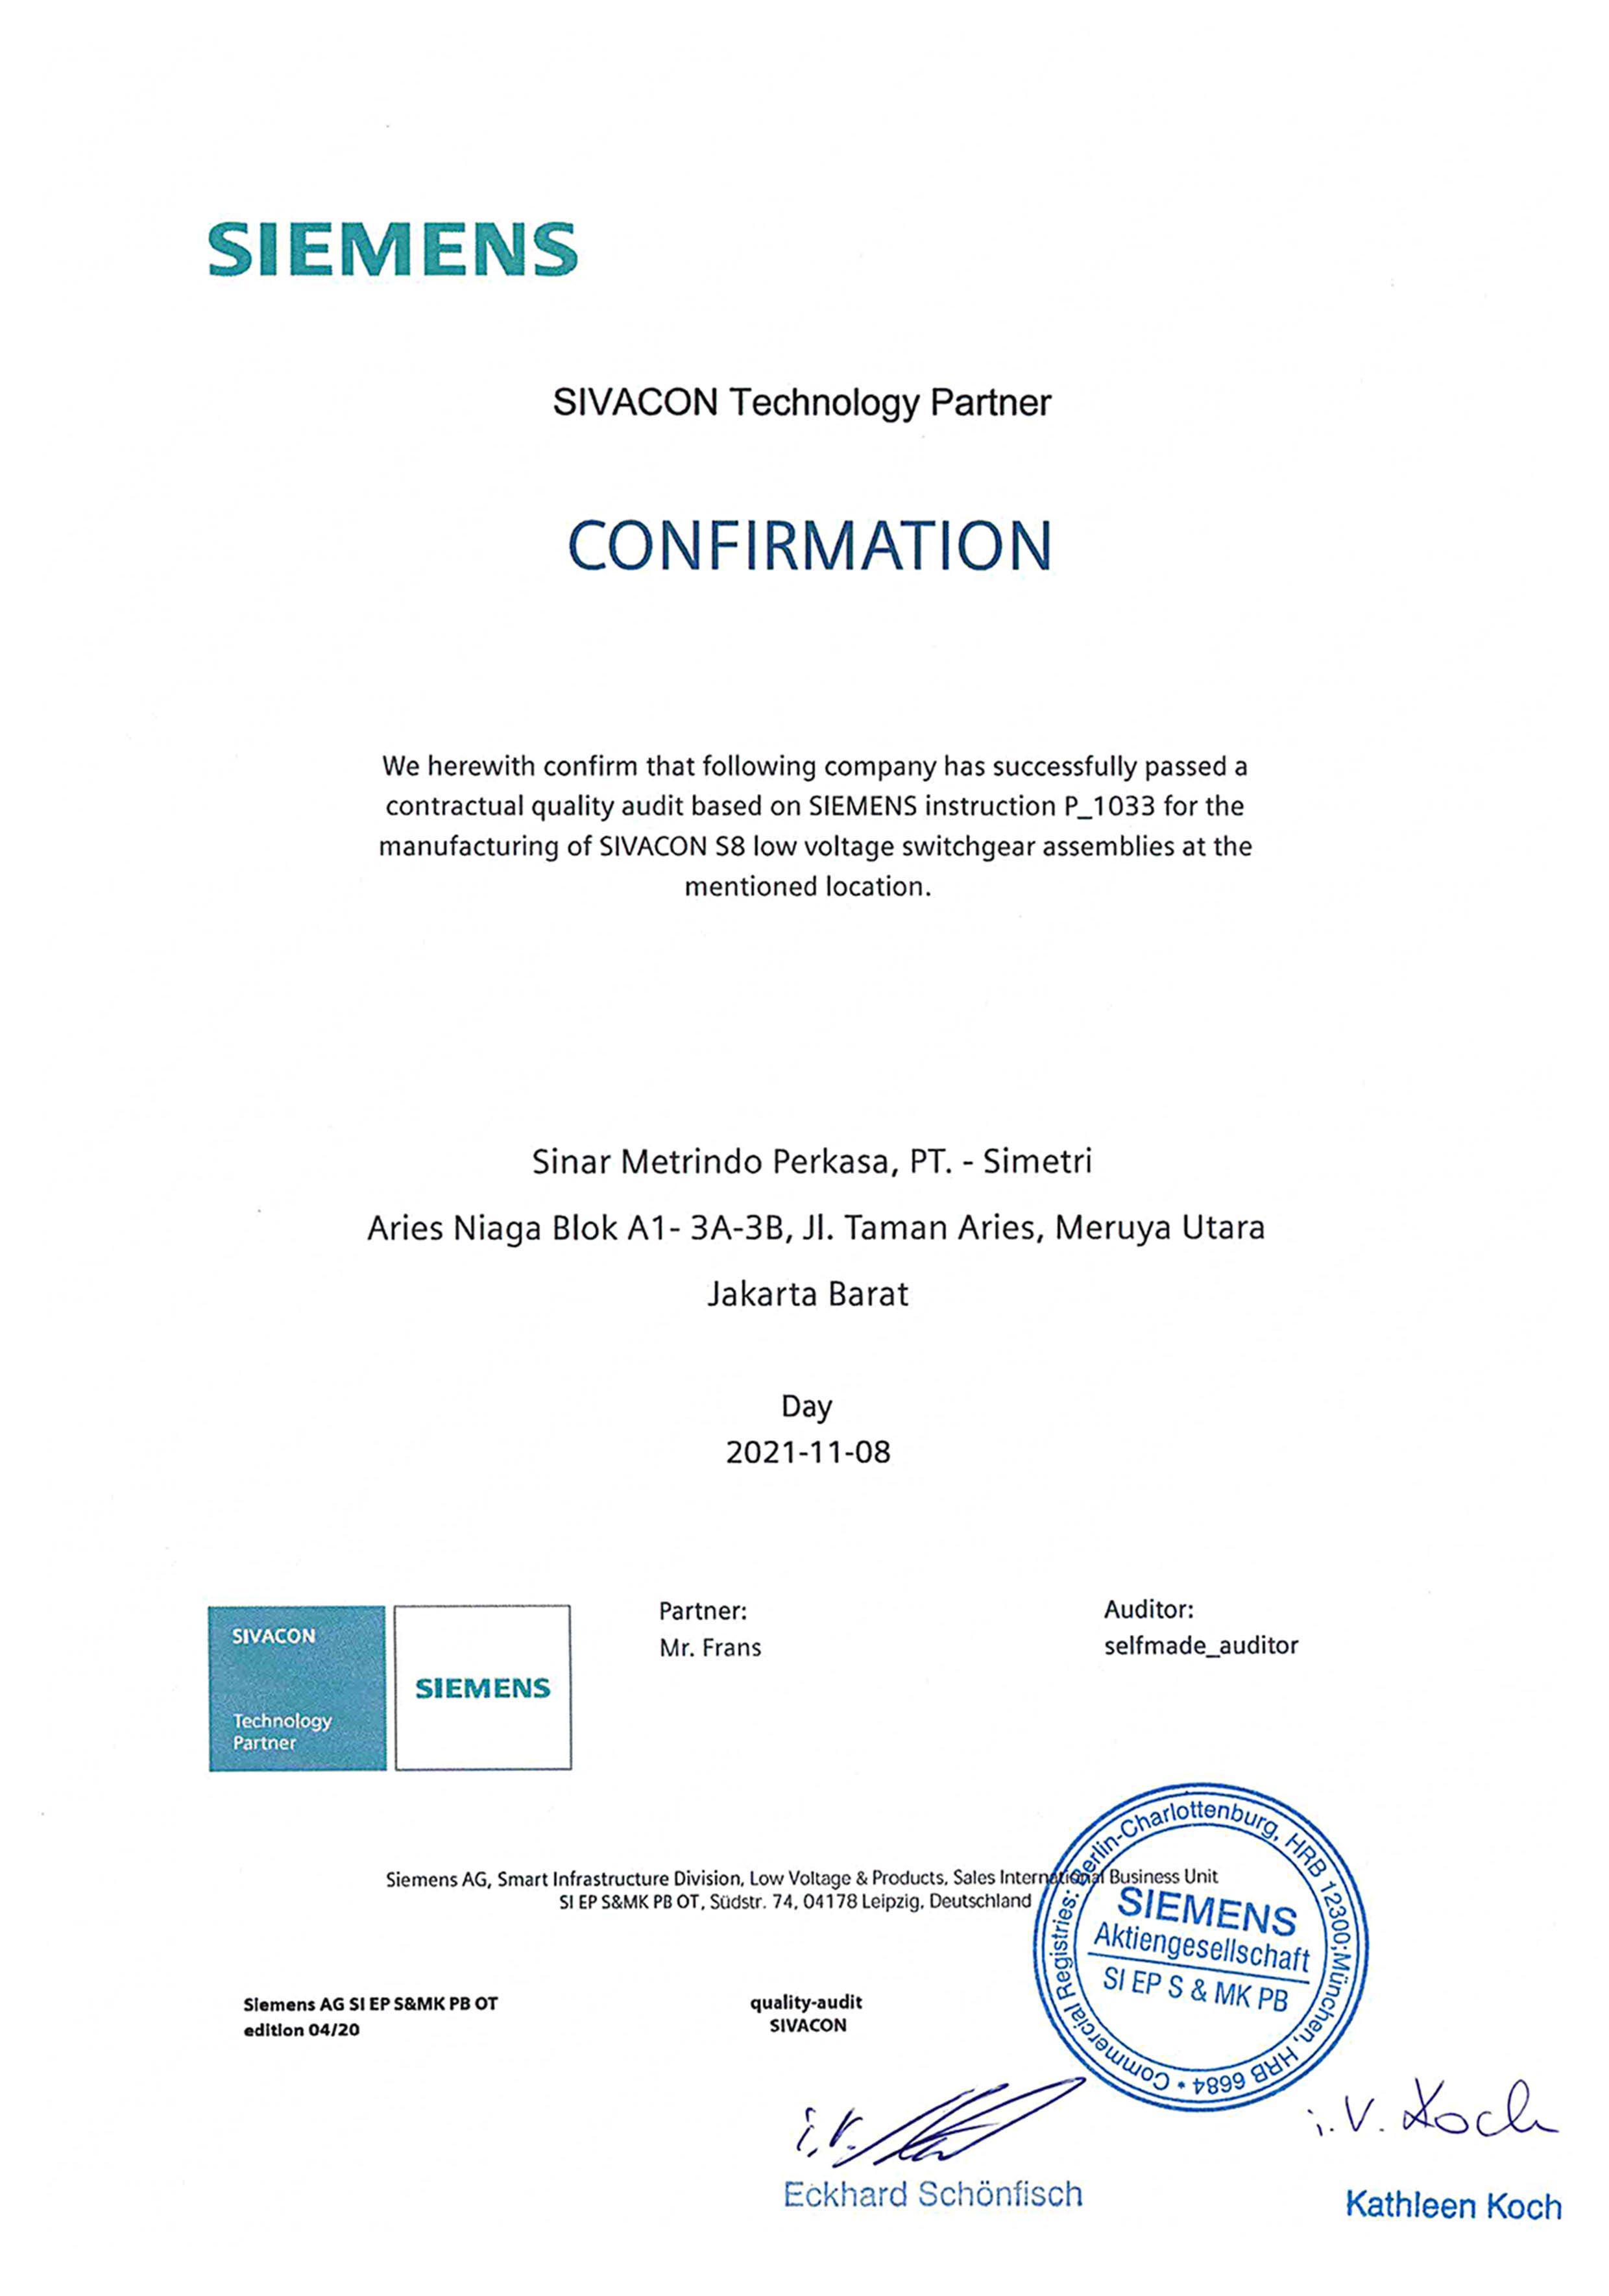 SIEMENS
SIVACON Technology Partner
CONFIRMATION
We herewith confirm that following company has successfully passed a
contractual quality audit based on SIEMENS instruction P_1033 for the
manufacturing of SIVACON S8 low voltage switchgear assemblies at the
mentioned location.
Sinar Metrindo Perkasa, PT. - Simetri
Aries Niaga Blok A1- 3A-3B, Jl. Taman Aries, Meruya Utara
Jakarta Barat
Day
2021-11-08
SIVACON
Technology
Partner
SIEMENS
Partner:
Mr. Frans
Auditor:
selfmade_auditor
Siemens AG, Smart Infrastructure Division, Low Voltage & Products, Sales International Business Unit
SI EP S&MK PB OT, Südstr. 74, 04178 Leipzig, Deutschland
Siemens AG SI EP S&MK PB OT
edition 04/20
quality-audit
SIVACON
Commercial Registries: Berlin-Charlottenburg, HRB 12300;München, HRB 6684 •
SIEMENS
Aktiengesellschaft
SI EP S & MK PB
i.V.
Eckhard Schönfisch
i.V. Koch
Kathleen Koch